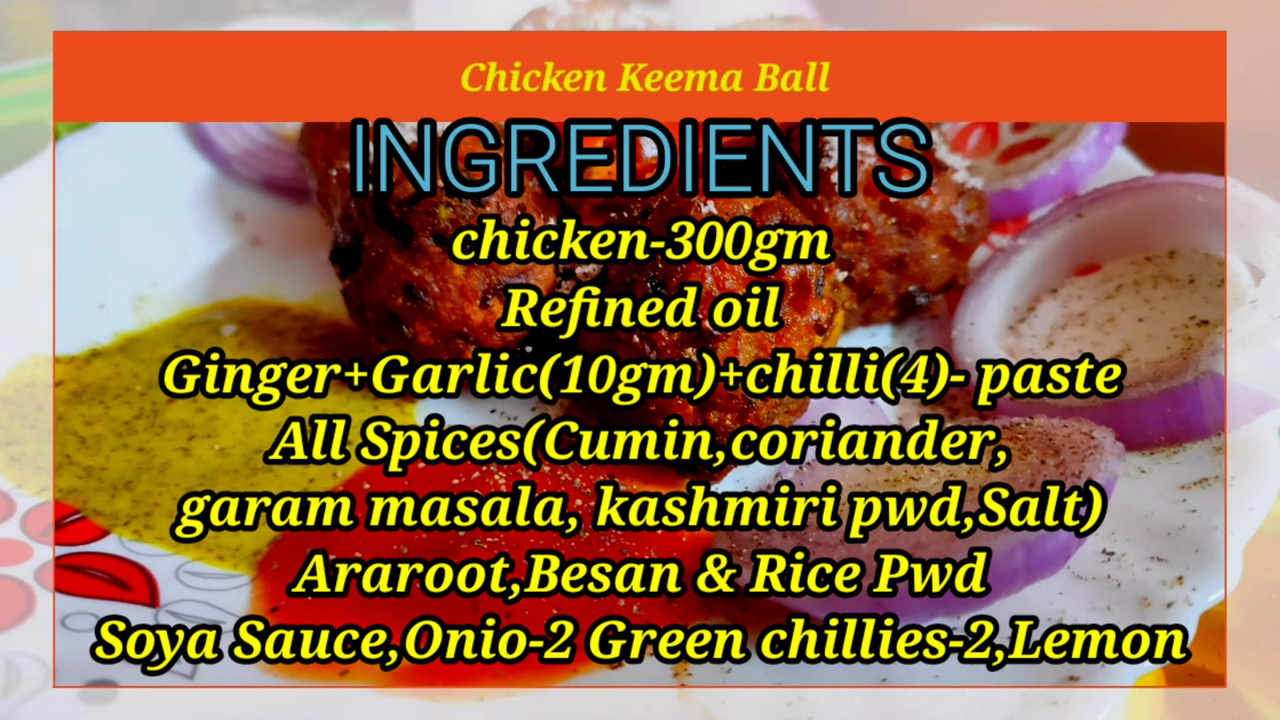 Chicken Keema Ball
INGREDIENTS
chicken-300gm
Refined oil
Ginger+Garlic(10gm)+chilli(4)- paste
All Spices(Cumin,coriander,
garam masala, kashmiri pwd,Salt)
Araroot,Besan & Rice Pwd
Soya Sauce,Onio-2 Green chillies-2,Lemon